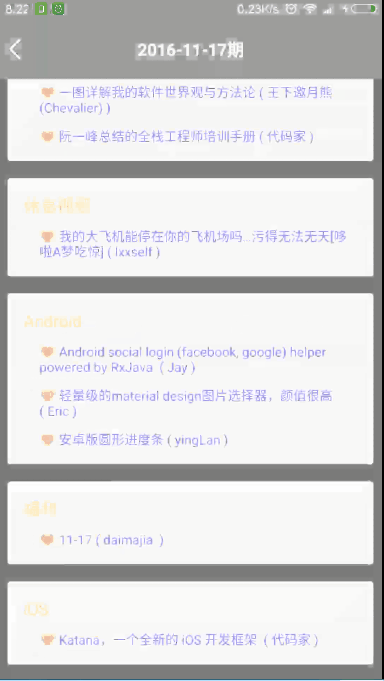 8:22
0.23K/s
2016-11-17期
一图详解我的软件世界观与方法论 ( 王下邀月熊
(Chevalier) )
阮一峰总结的全栈工程师培训手册 ( 代码家 )
休息视频
我的大飞机能停在你的飞机场吗...污得无法无天[哆
啦A梦吃惊] ( lxxself )
Android
Android social login (facebook, google) helper
powered by RxJava ( Jay )
轻量级的material design图片选择器，颜值很高
( Eric )
安卓版圆形进度条 ( yingLan )
福利
11-17 ( daimajia )
iOS
Katana，一个全新的 iOS 开发框架 ( 代码家 )